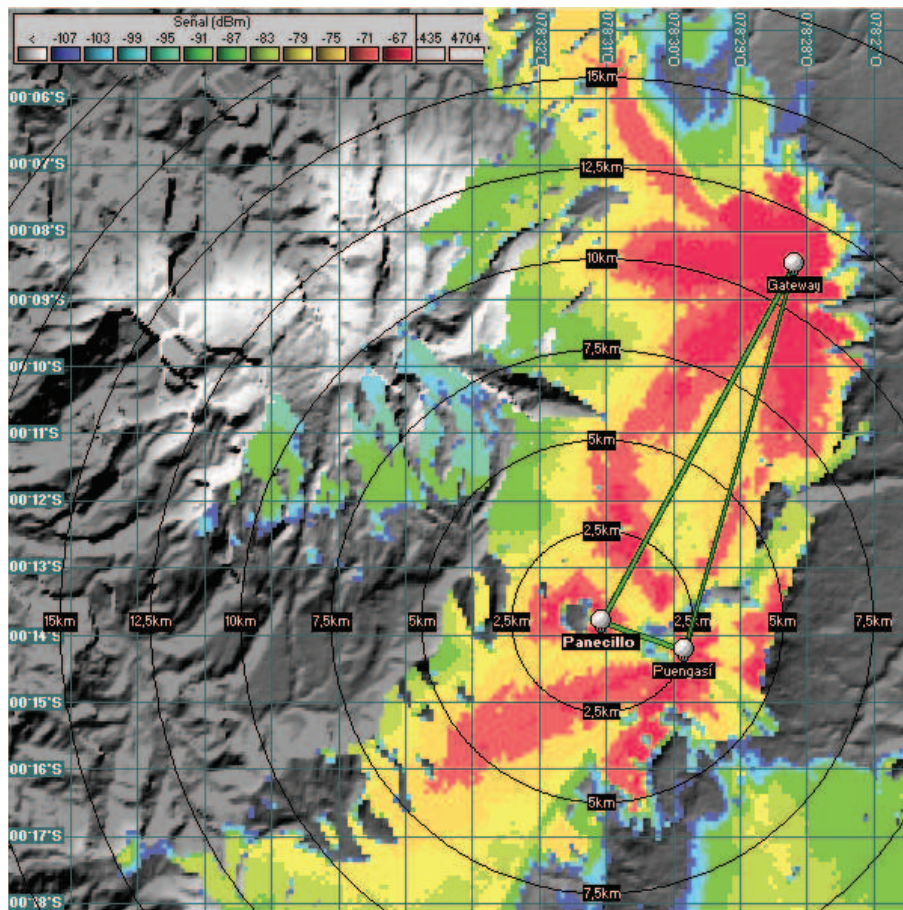 Señal (dBm)
< -107 -103 -99 -95 -91 -87 -83 -79 -75 -71 -67 -435 4704
078°32'O
078°31'O
078°30'O
078°29'O
078°28'O
078°27'O
15km
00°06'S
00°07'S
12,5km
00°08'S
10km
Gateway
00°09'S
7,5km
00°10'S
00°11'S
5km
00°12'S
2,5km
00°13'S
15km 12,5km 10km 7,5km 5km 2,5km 2,5km 5km 7,5km
00°14'S
Panecillo
Puengasí
00°15'S
2,5km
00°16'S
5km
00°17'S
7,5km
00°18'S